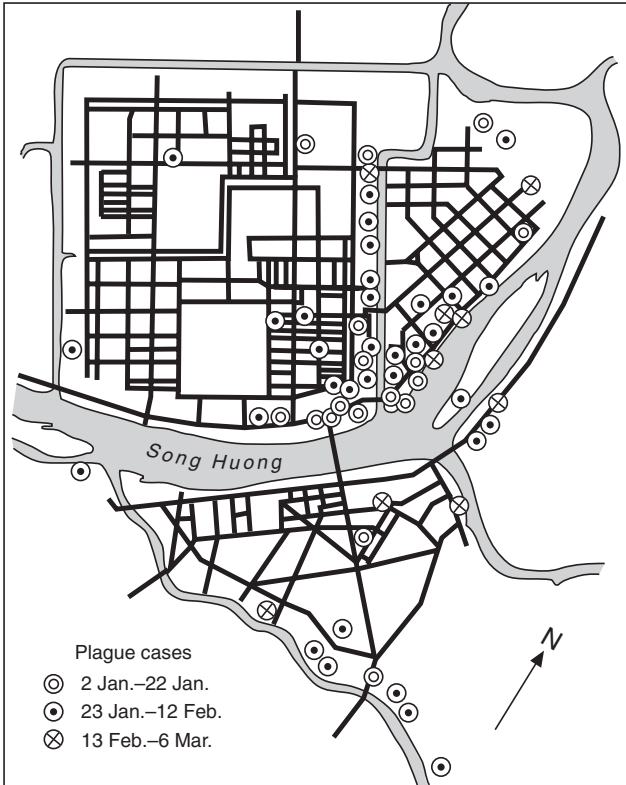 Song Huong
N
Plague cases
2 Jan.–22 Jan.
23 Jan.–12 Feb.
13 Feb.–6 Mar.